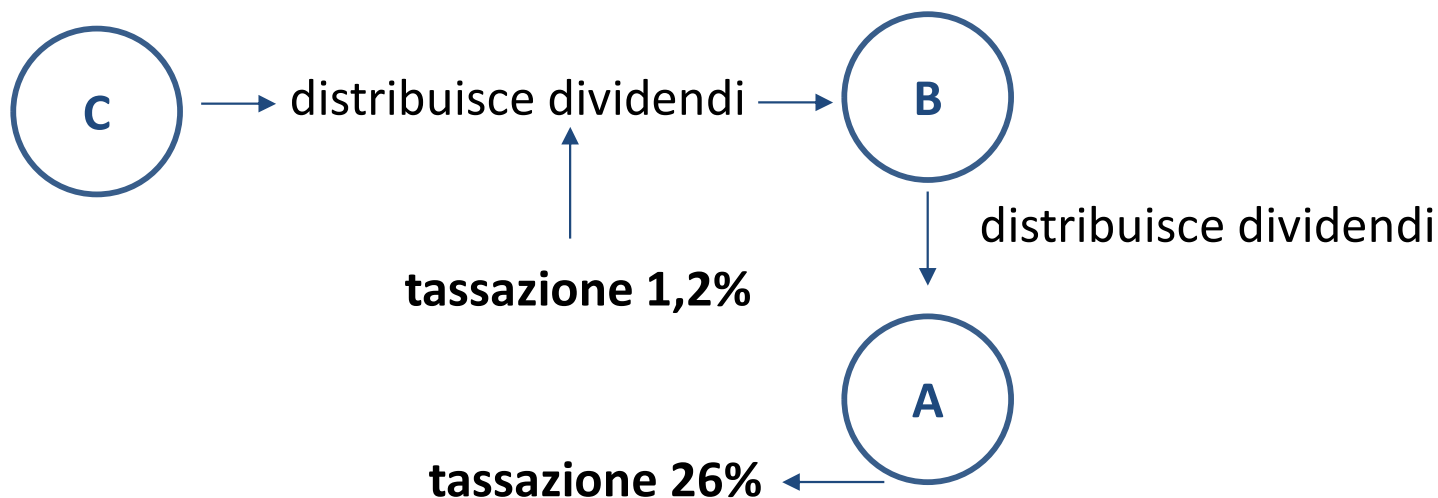 C
distribuisce dividendi
B
distribuisce dividendi
tassazione 1,2%
A
tassazione 26%